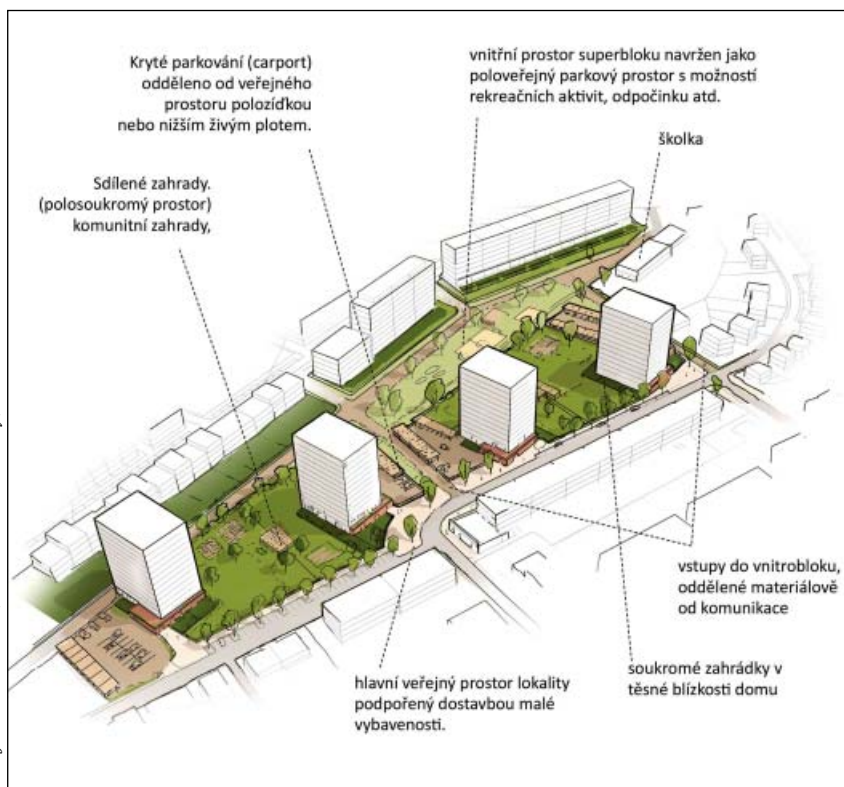 Kryté parkování (carport)
odděleno od veřejného
prostoru polozídkou
nebo nižším živým plotem.
vnitřní prostor superbloku navržen jako
poloveřejný parkový prostor s možností
rekreačních aktivit, odpočinku atd.
školka
Sdílené zahrady.
(polosoukromý prostor)
komunitní zahrady,
vstupy do vnitrobloku,
oddělené materiálově
od komunikace
soukromé zahrádky v
těsné blízkosti domu
hlavní veřejný prostor lokality
podpořený dostavbou malé
vybavenosti.